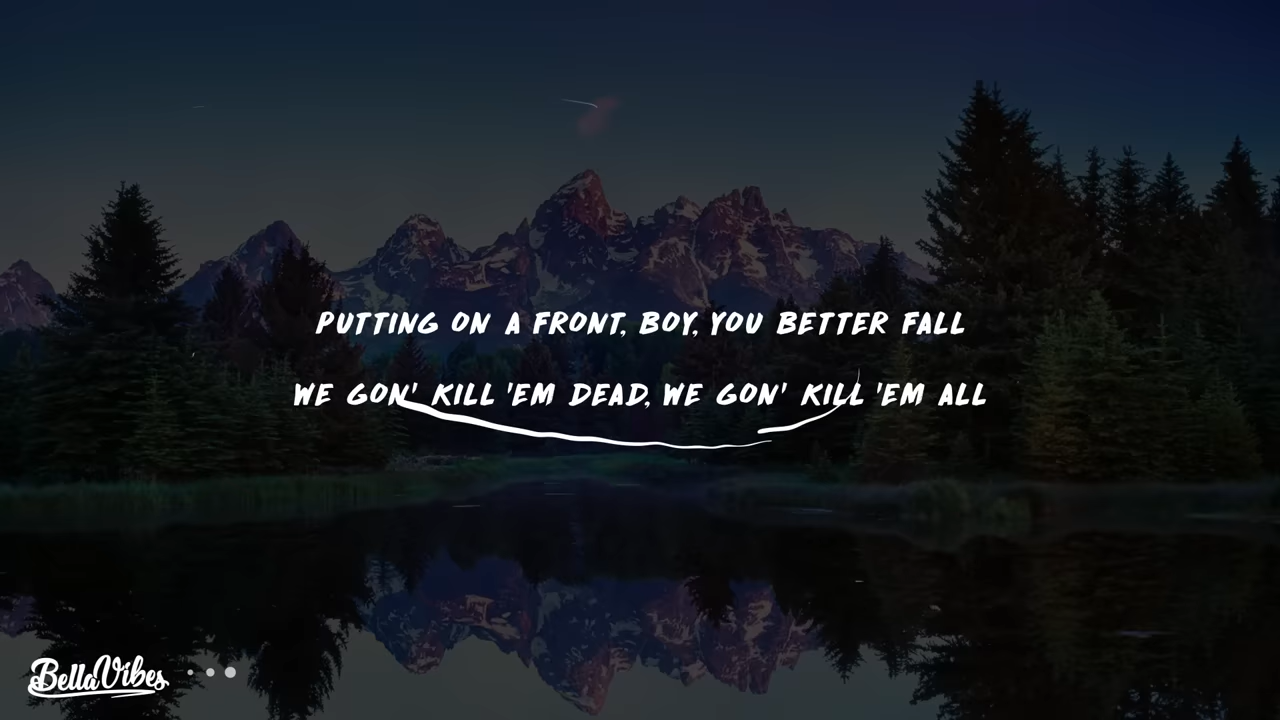 PUTTING ON A FRONT, BOY, YOU BETTER FALL
WE GON' KILL 'EM DEAD, WE GON' KILL 'EM ALL
BellaVibes